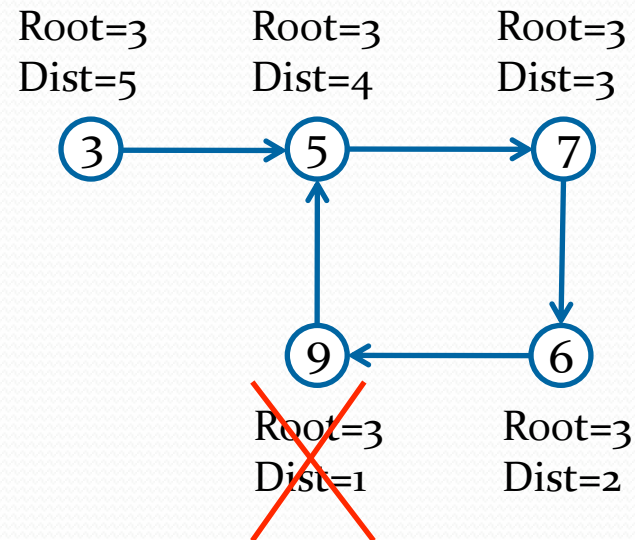 Root=3
Dist=5
Root=3
Dist=4
Root=3
Dist=3
3
5
7
9
6
Root=3
Dist=1
Root=3
Dist=2